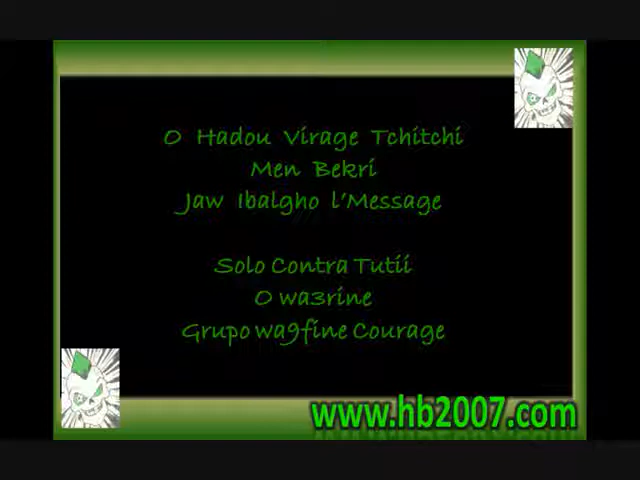 O Hadou Virage Tchitchi
Men Bekri
Jaw Ibalgho l'Message
Solo Contra Tutii
O wa3rine
Grupo wa9fine Courage
www.hb2007.com